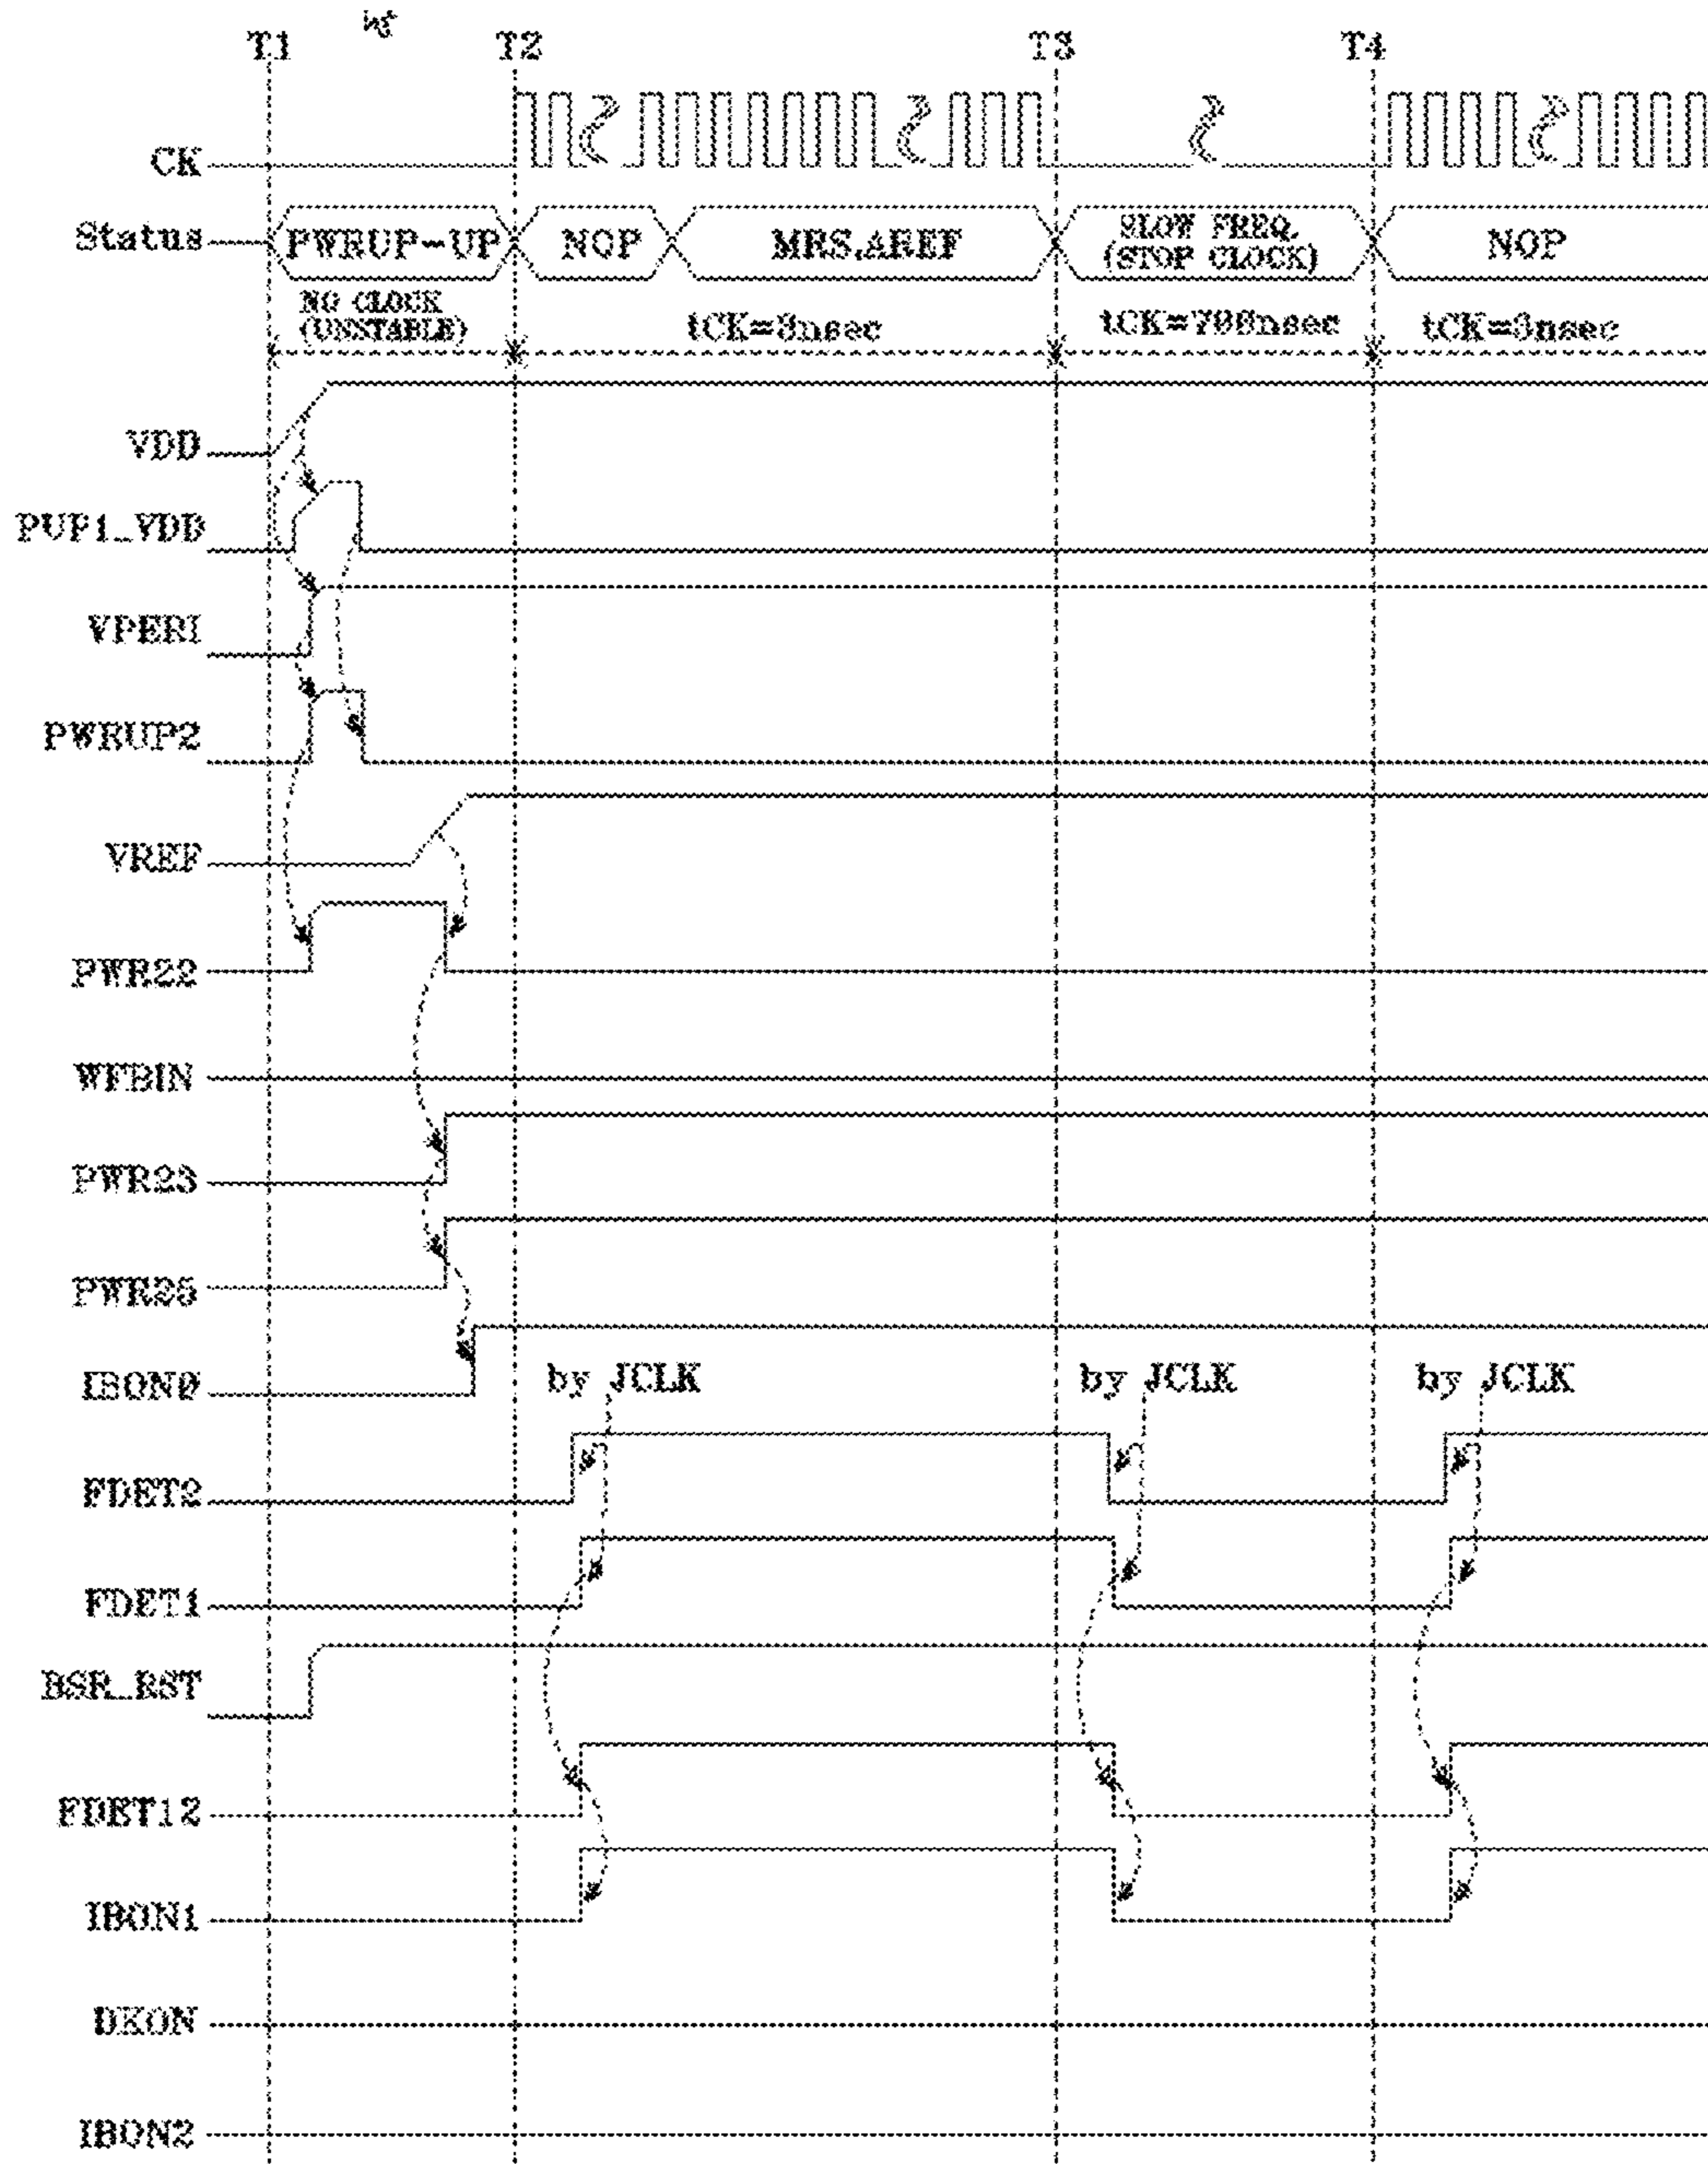 T1 T2 T3 T4
CK
Status PWRUP-UP NOP MRS,AREF SLOW FREQ. (STOP CLOCK) NOP
NO CLOCK (UNSTABLE) tCK=3nsec tCK=700nsec tCK=3nsec
VDD
PUP1_VDD
VPERI
PWRUP2
VREF
PWR22
WFBIN
PWR23
PWR25
IBON0
by JCLK by JCLK by JCLK
FDET2
FDET1
BSR_RST
FDET12
IBON1
DKON
IBON2